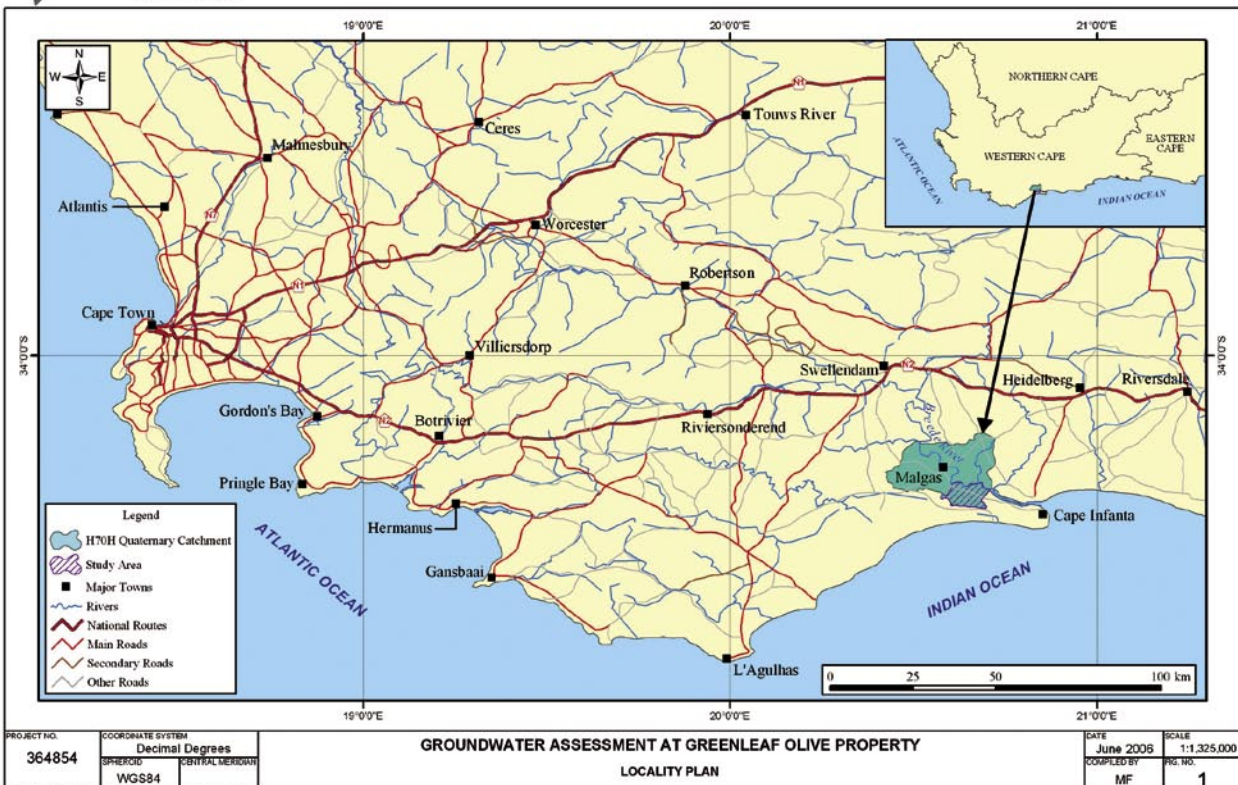 19°0'0"E
20°0'0"E
21°0'0"E
N
W E
S
NORTHERN CAPE
EASTERN
CAPE
WESTERN CAPE
ATLANTIC OCEAN
INDIAN OCEAN
N1
Touws River
Ceres
Malmesbury
Atlantis
N7
Worcester
Robertson
N1
Cape Town
34°0'0"S
34°0'0"S
Villiersdorp
Swellendam
N2
Heidelberg
Riversdale
Gordon's Bay
N2
Botrivier
Riviersonderend
Breede River
Malgas
Pringle Bay
Hermanus
Cape Infanta
Gansbaai
ATLANTIC OCEAN
INDIAN OCEAN
L'Agulhas
Legend
H70H Quaternary Catchment
Study Area
Major Towns
Rivers
National Routes
Main Roads
Secondary Roads
Other Roads
0 25 50 100 km
19°0'0"E
20°0'0"E
21°0'0"E
PROJECT NO.
364854
COORDINATE SYSTEM
Decimal Degrees
SPHEROID
WGS84
CENTRAL MERIDIAN
GROUNDWATER ASSESSMENT AT GREENLEAF OLIVE PROPERTY
LOCALITY PLAN
DATE
June 2006
SCALE
1:1,325,000
COMPILED BY
MF
FIG. NO.
1